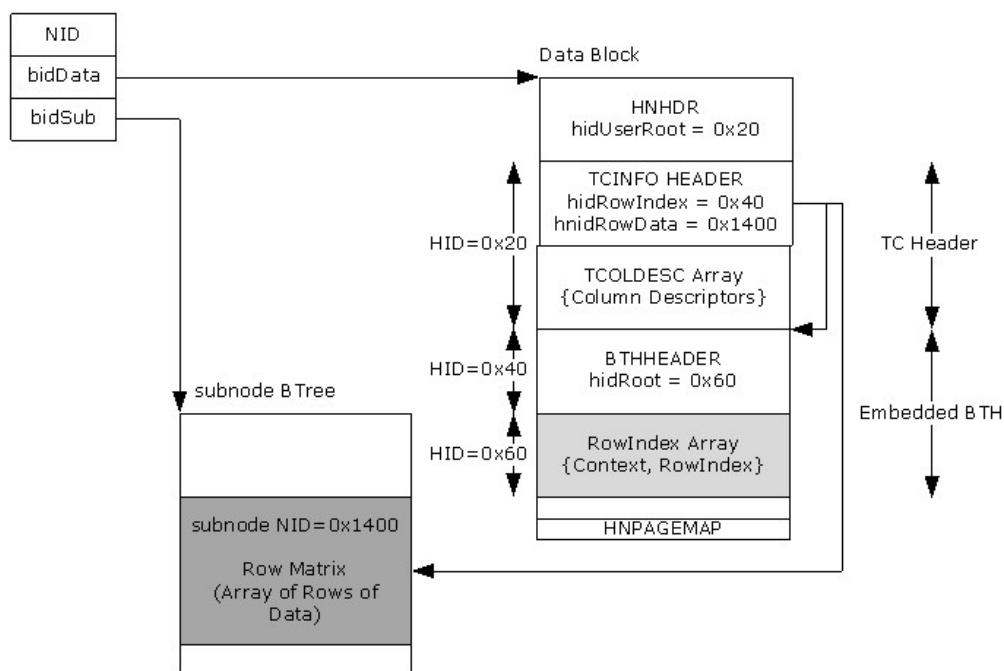 NID
bidData
bidSub
Data Block
HNHDR
hidUserRoot = 0x20
TCINFO HEADER
hidRowIndex = 0x40
hnidRowData = 0x1400
HID=0x20
TC Header
TCOLDESC Array
{Column Descriptors}
HID=0x40
BTHHEADER
hidRoot = 0x60
subnode BTree
Embedded BTH
HID=0x60
RowIndex Array
{Context, RowIndex}
HNPAGEMAP
subnode NID=0x1400
Row Matrix
(Array of Rows of
Data)